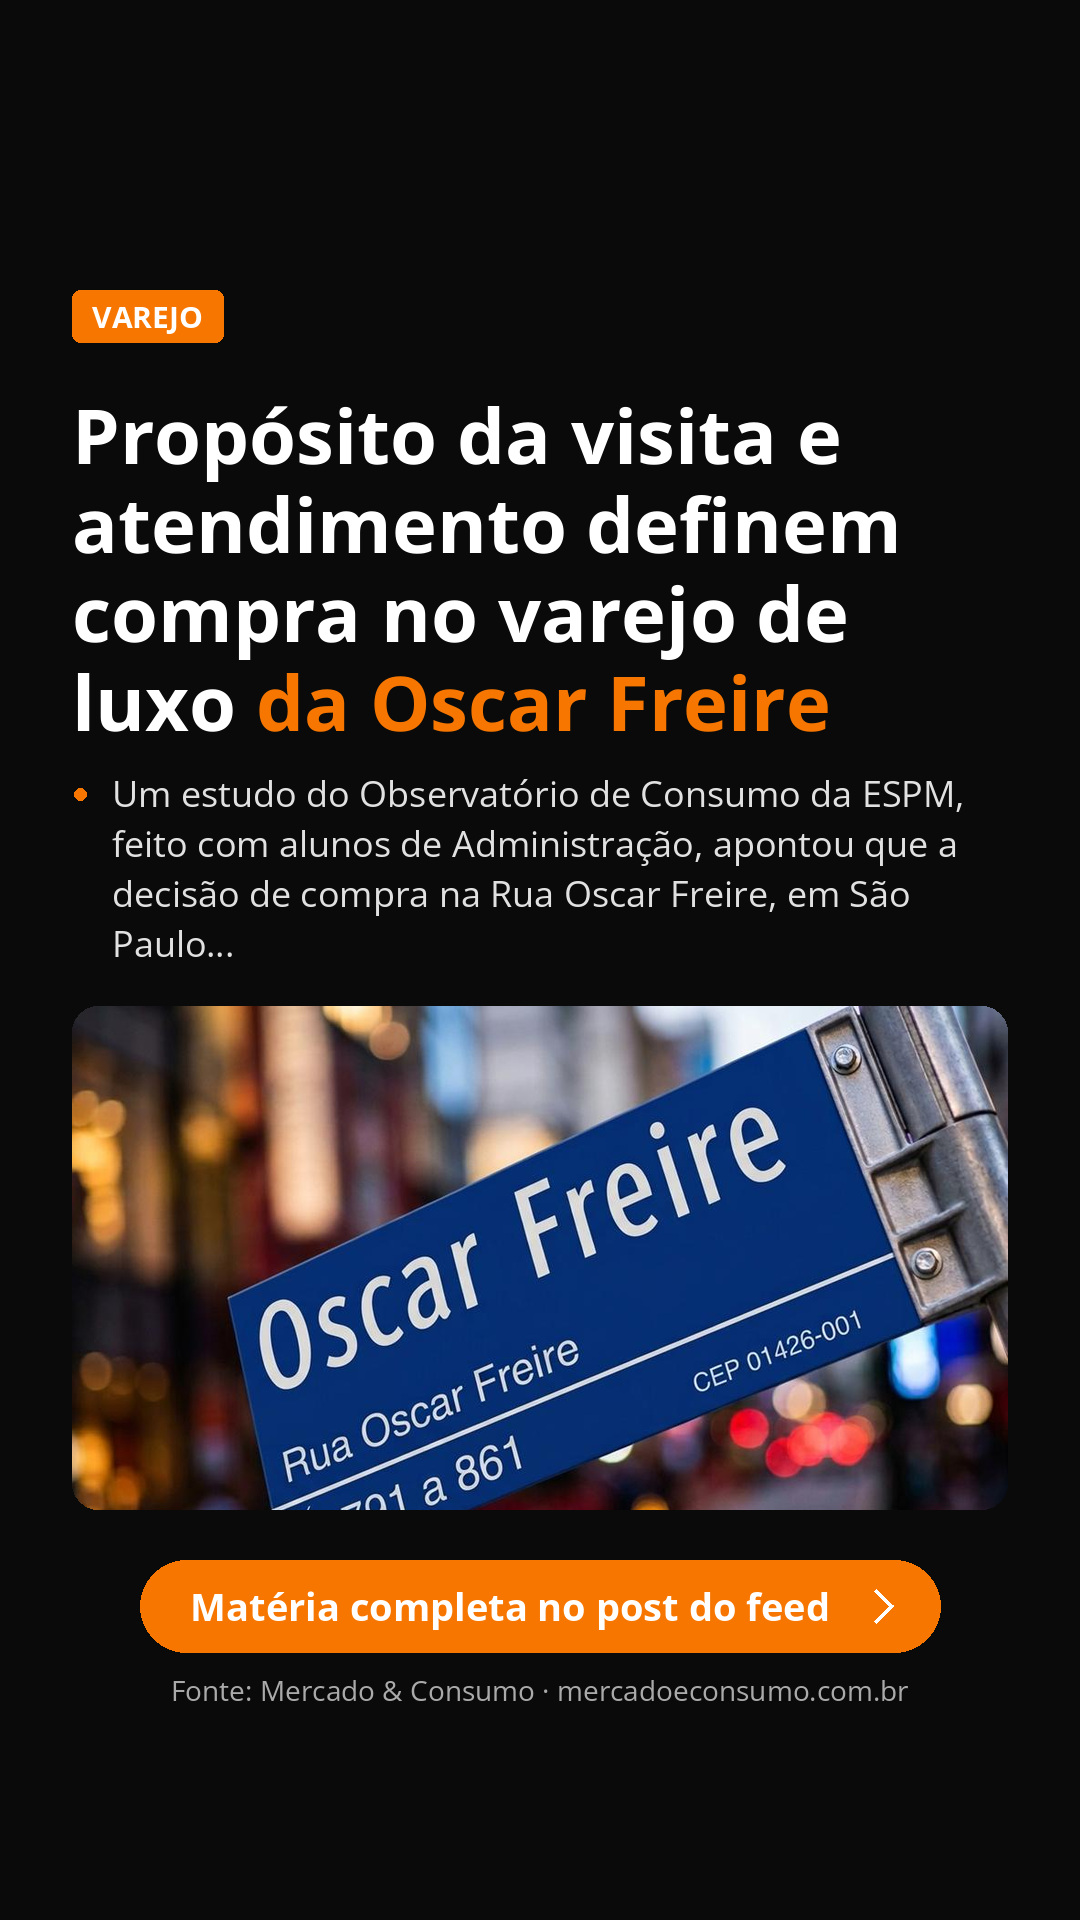 VAREJO
Propósito da visita e
atendimento definem
compra no varejo de
luxo da Oscar Freire
Um estudo do Observatório de Consumo da ESPM,
feito com alunos de Administração, apontou que a
decisão de compra na Rua Oscar Freire, em São
Paulo...
Oscar Freire
Rua Oscar Freire
CEP 01426-001
791 a 861
Matéria completa no post do feed
Fonte: Mercado & Consumo · mercadoeconsumo.com.br